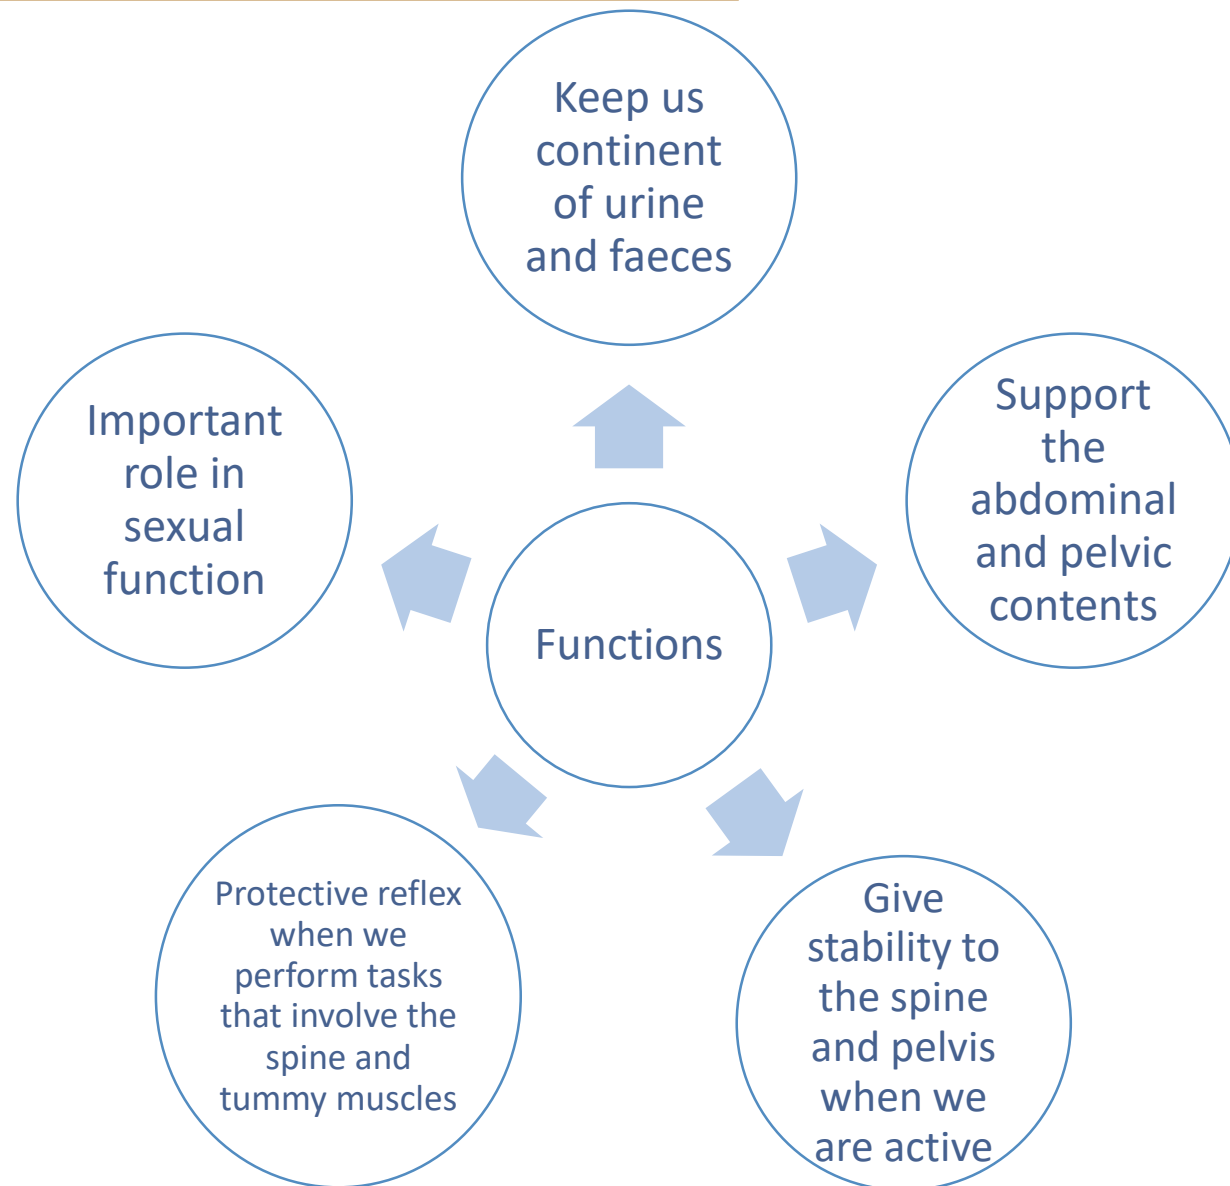 Keep us
continent
of urine
and faeces
Important
role in
sexual
function
Support
the
abdominal
and pelvic
contents
Functions
Protective reflex
when we
perform tasks
that involve the
spine and
tummy muscles
Give
stability to
the spine
and pelvis
when we
are active